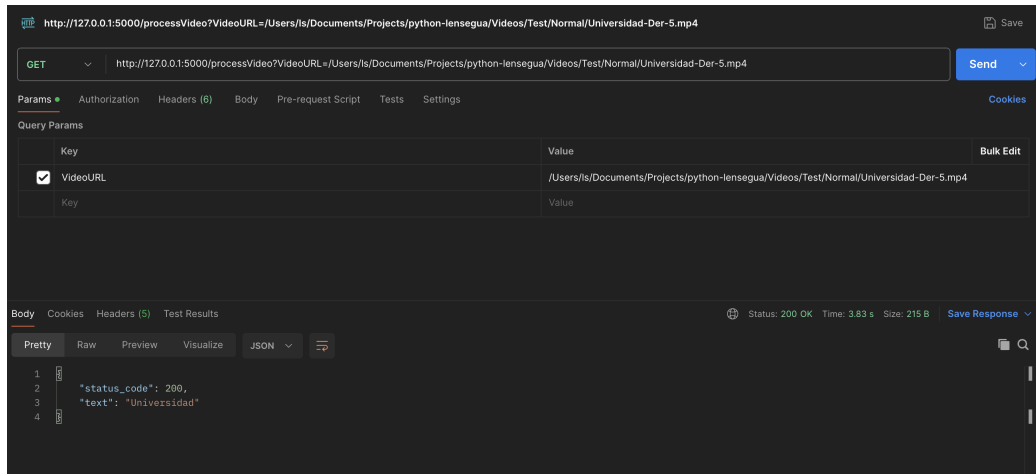 HTTP http://127.0.0.1:5000/processVideo?VideoURL=/Users/ls/Documents/Projects/python-lensegua/Videos/Test/Normal/Universidad-Der-5.mp4 Save
GET http://127.0.0.1:5000/processVideo?VideoURL=/Users/ls/Documents/Projects/python-lensegua/Videos/Test/Normal/Universidad-Der-5.mp4 Send
Params Authorization Headers (6) Body Pre-request Script Tests Settings Cookies
Query Params
Key Value Bulk Edit
VideoURL /Users/ls/Documents/Projects/python-lensegua/Videos/Test/Normal/Universidad-Der-5.mp4
Key Value
Body Cookies Headers (5) Test Results Status: 200 OK Time: 3.83 s Size: 215 B Save Response
Pretty Raw Preview Visualize JSON
1 {
2 "status_code": 200,
3 "text": "Universidad"
4 }